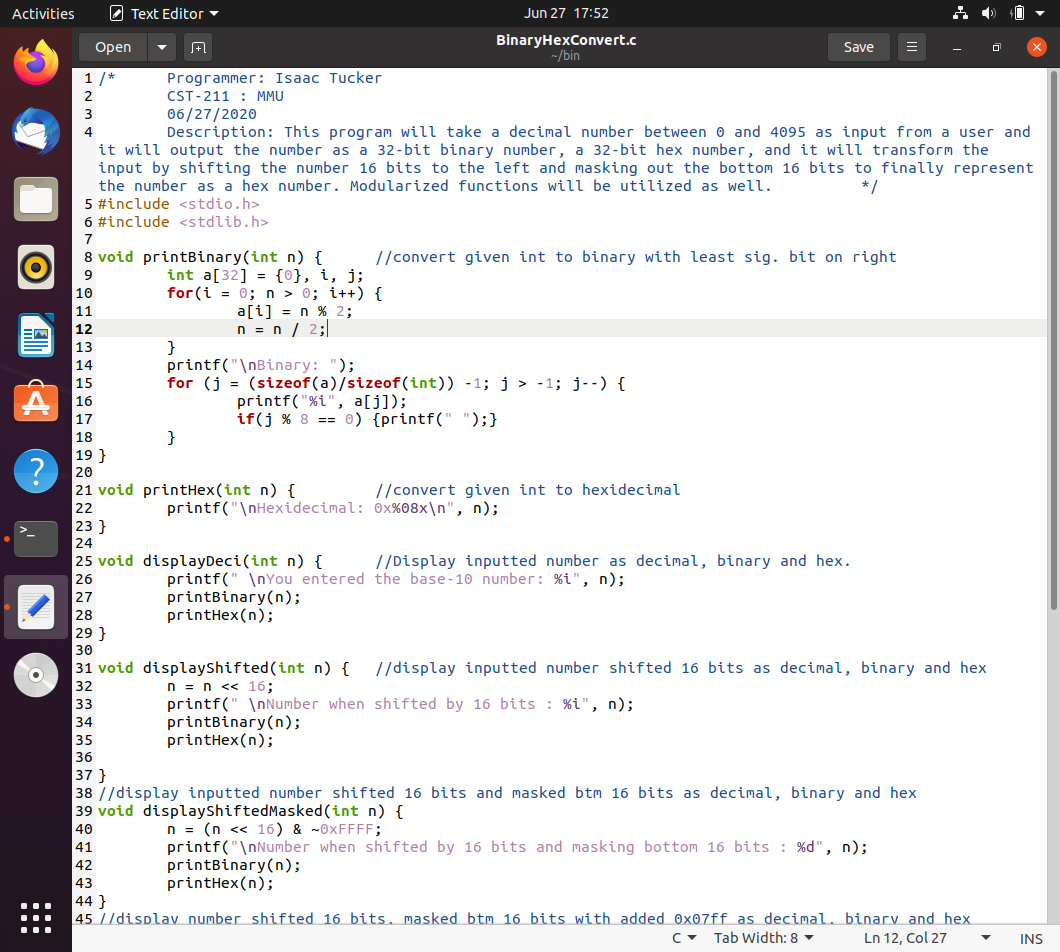 Activities Text Editor Jun 27 17:52
Open BinaryHexConvert.c Save
~/bin
1 /* Programmer: Isaac Tucker
2 CST-211 : MMU
3 06/27/2020
4 Description: This program will take a decimal number between 0 and 4095 as input from a user and
it will output the number as a 32-bit binary number, a 32-bit hex number, and it will transform the
input by shifting the number 16 bits to the left and masking out the bottom 16 bits to finally represent
the number as a hex number. Modularized functions will be utilized as well. */
5 #include <stdio.h>
6 #include <stdlib.h>
7
8 void printBinary(int n) { //convert given int to binary with least sig. bit on right
9 int a[32] = {0}, i, j;
10 for(i = 0; n > 0; i++) {
11 a[i] = n % 2;
12 n = n / 2;
13 }
14 printf("\nBinary: ");
15 for (j = (sizeof(a)/sizeof(int)) -1; j > -1; j--) {
16 printf("%i", a[j]);
17 if(j % 8 == 0) {printf(" ");}
18 }
19 }
20
21 void printHex(int n) { //convert given int to hexidecimal
22 printf("\nHexidecimal: 0x%08x\n", n);
23 }
24
25 void displayDeci(int n) { //Display inputted number as decimal, binary and hex.
26 printf(" \nYou entered the base-10 number: %i", n);
27 printBinary(n);
28 printHex(n);
29 }
30
31 void displayShifted(int n) { //display inputted number shifted 16 bits as decimal, binary and hex
32 n = n << 16;
33 printf(" \nNumber when shifted by 16 bits : %i", n);
34 printBinary(n);
35 printHex(n);
36
37 }
38 //display inputted number shifted 16 bits and masked btm 16 bits as decimal, binary and hex
39 void displayShiftedMasked(int n) {
40 n = (n << 16) & ~0xFFFF;
41 printf("\nNumber when shifted by 16 bits and masking bottom 16 bits : %d", n);
42 printBinary(n);
43 printHex(n);
44 }
45 //display number shifted 16 bits, masked btm 16 bits with added 0x07ff as decimal, binary and hex
C Tab Width: 8 Ln 12, Col 27 INS